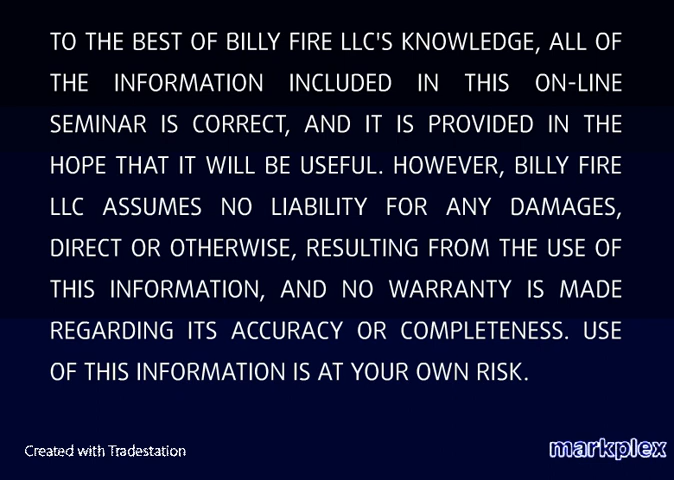 TO THE BEST OF BILLY FIRE LLC'S KNOWLEDGE, ALL OF
THE INFORMATION INCLUDED IN THIS ON-LINE
SEMINAR IS CORRECT, AND IT IS PROVIDED IN THE
HOPE THAT IT WILL BE USEFUL. HOWEVER, BILLY FIRE
LLC ASSUMES NO LIABILITY FOR ANY DAMAGES,
DIRECT OR OTHERWISE, RESULTING FROM THE USE OF
THIS INFORMATION, AND NO WARRANTY IS MADE
REGARDING ITS ACCURACY OR COMPLETENESS. USE
OF THIS INFORMATION IS AT YOUR OWN RISK.
Created with Tradestation
markplex